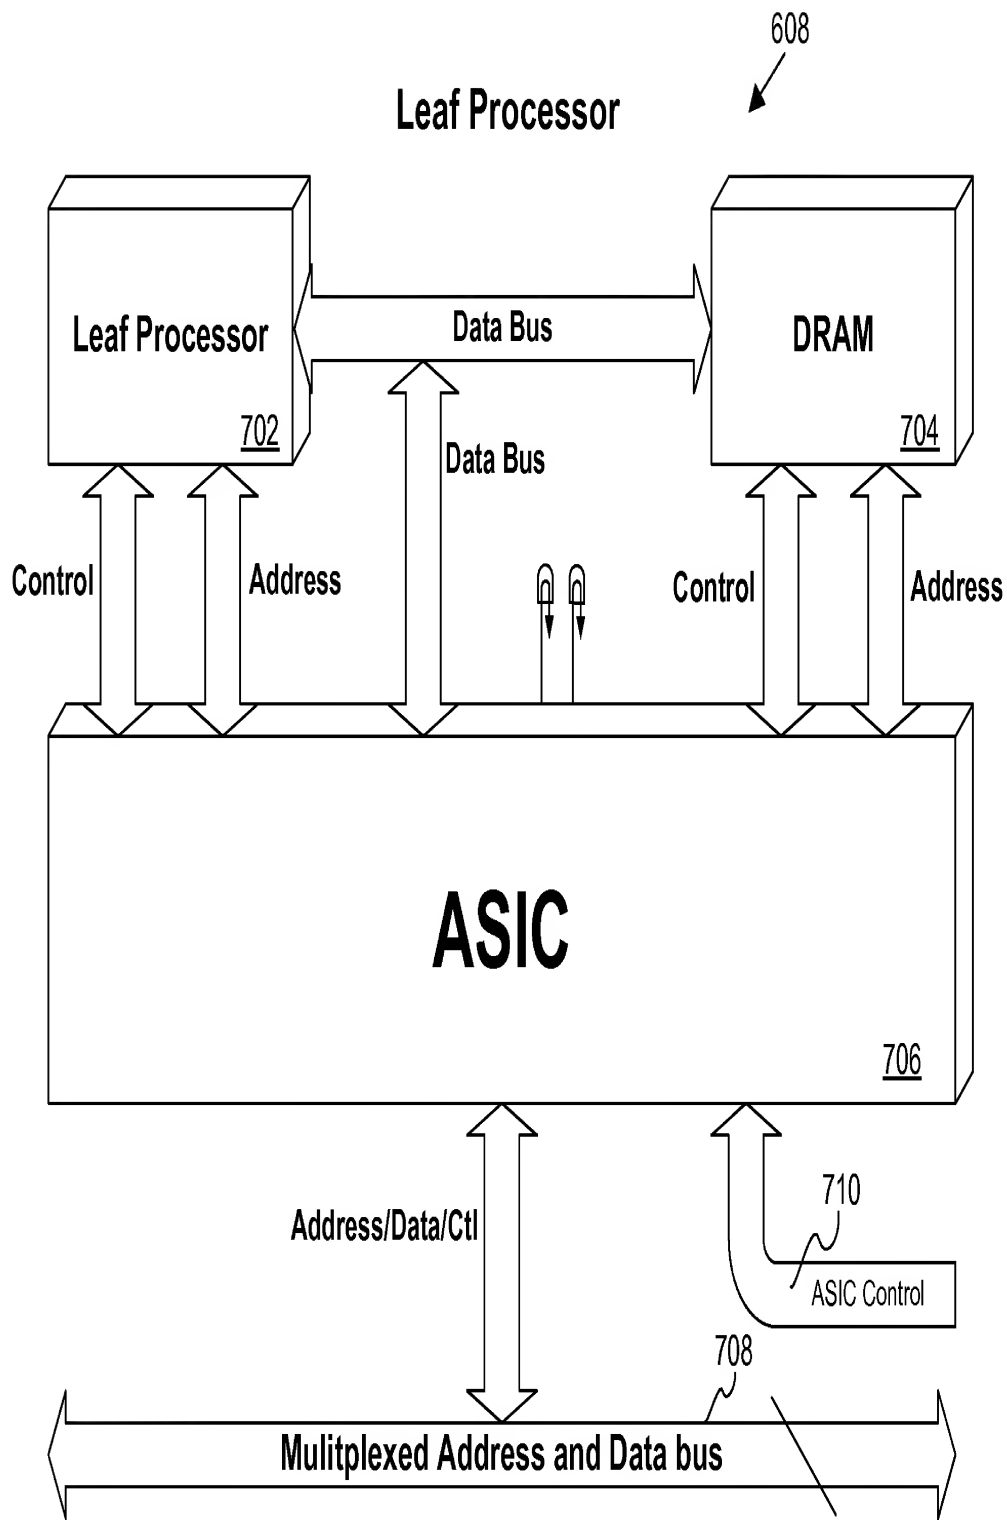 608
Leaf Processor
Leaf Processor
702
Data Bus
DRAM
704
Data Bus
Control
Address
Control
Address
ASIC
706
Address/Data/Ctl
710
ASIC Control
708
Mulitplexed Address and Data bus